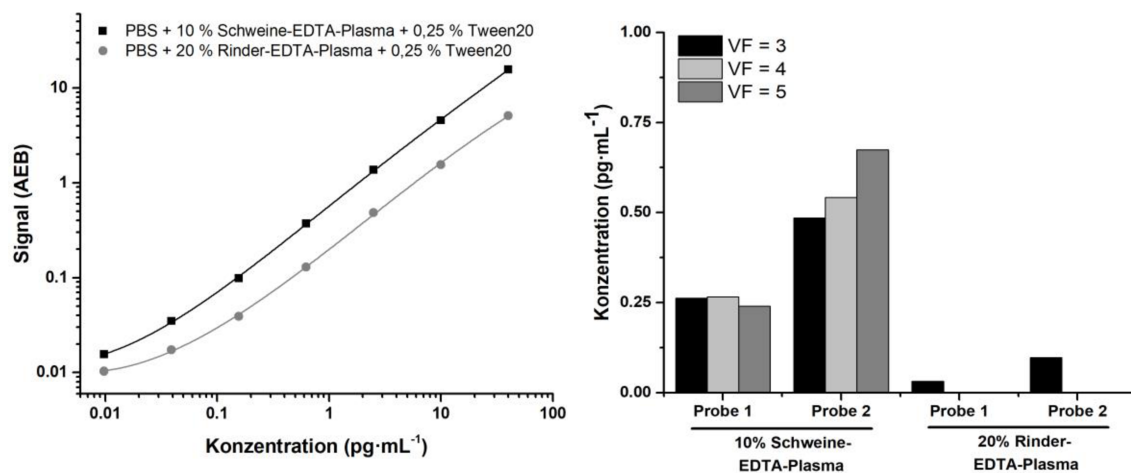 PBS + 10 % Schweine-EDTA-Plasma + 0,25 % Tween20
PBS + 20 % Rinder-EDTA-Plasma + 0,25 % Tween20
10
1
0.1
0.01
Signal (AEB)
0.01 0.1 1 10 100
Konzentration (pg·mL⁻¹)
VF = 3
VF = 4
VF = 5
1.00
0.75
0.50
0.25
0.00
Konzentration (pg·mL⁻¹)
Probe 1 Probe 2 Probe 1 Probe 2
10% Schweine- 20% Rinder-
EDTA-Plasma EDTA-Plasma